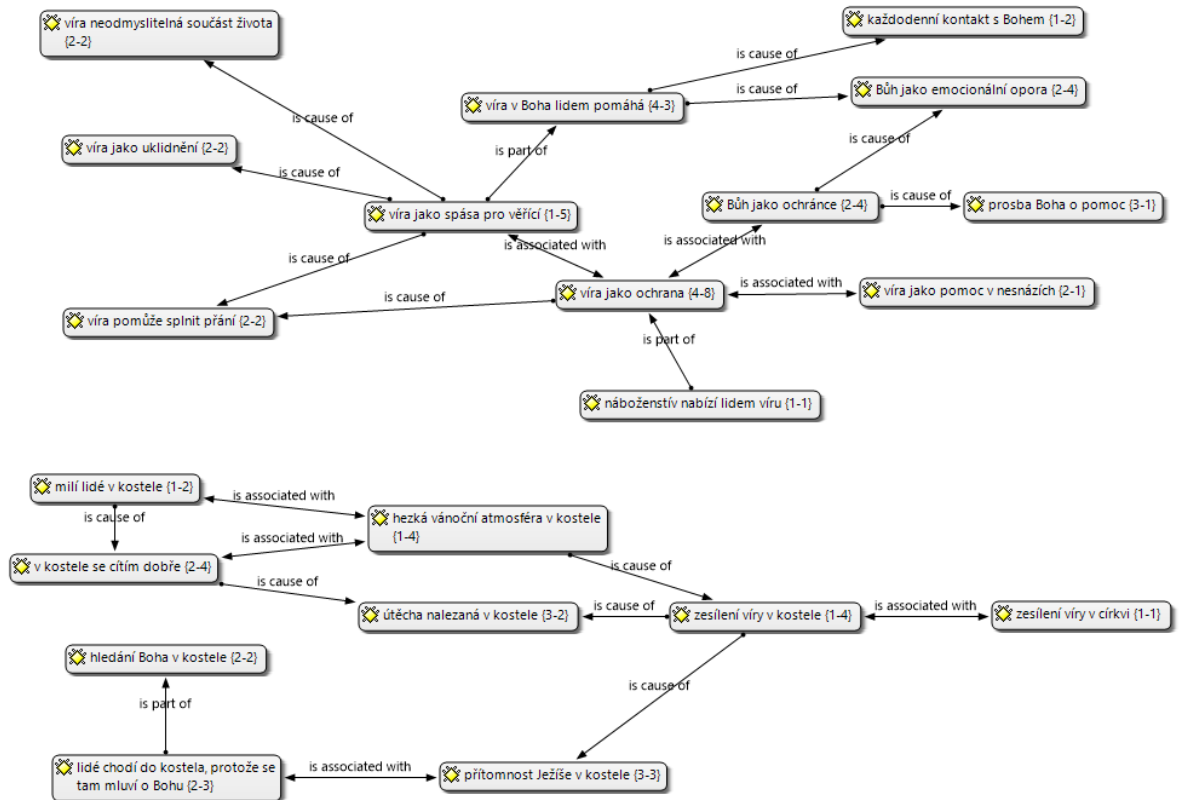 víra neodmyslitelná součást života
{2-2}
každodenní kontakt s Bohem {1-2}
is cause of
is cause of
víra v Boha lidem pomáhá {4-3}
Bůh jako emocionální opora {2-4}
is cause of
is cause of
víra jako uklidnění {2-2}
is part of
is cause of
is cause of
víra jako spása pro věřící {1-5}
Bůh jako ochránce {2-4}
prosba Boha o pomoc {3-1}
is associated with
is associated with
is cause of
is associated with
víra jako ochrana {4-8}
víra jako pomoc v nesnázích {2-1}
is cause of
víra pomůže splnit přání {2-2}
is part of
náboženstív nabízí lidem víru {1-1}
milí lidé v kostele {1-2}
is associated with
is cause of
hezká vánoční atmosféra v kostele
{1-4}
is associated with
v kostele se cítím dobře {2-4}
is cause of
is cause of
útěcha nalezaná v kostele {3-2}
is cause of
zesílení víry v kostele {1-4}
is associated with
zesílení víry v církvi {1-1}
hledání Boha v kostele {2-2}
is cause of
is part of
lidé chodí do kostela, protože se
tam mluví o Bohu {2-3}
is associated with
přítomnost Ježíše v kostele {3-3}